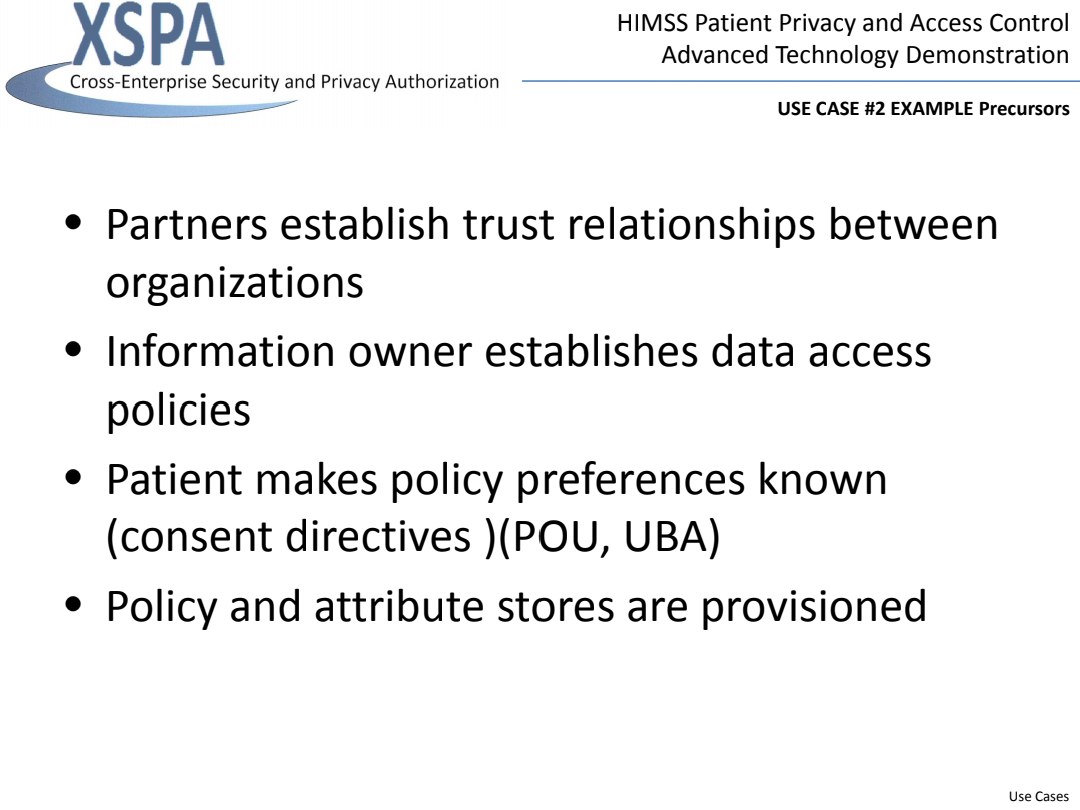 XSPA
Cross-Enterprise Security and Privacy Authorization
HIMSS Patient Privacy and Access Control
Advanced Technology Demonstration
USE CASE #2 EXAMPLE Precursors
• Partners establish trust relationships between
organizations
• Information owner establishes data access
policies
• Patient makes policy preferences known
(consent directives )(POU, UBA)
• Policy and attribute stores are provisioned
Use Cases